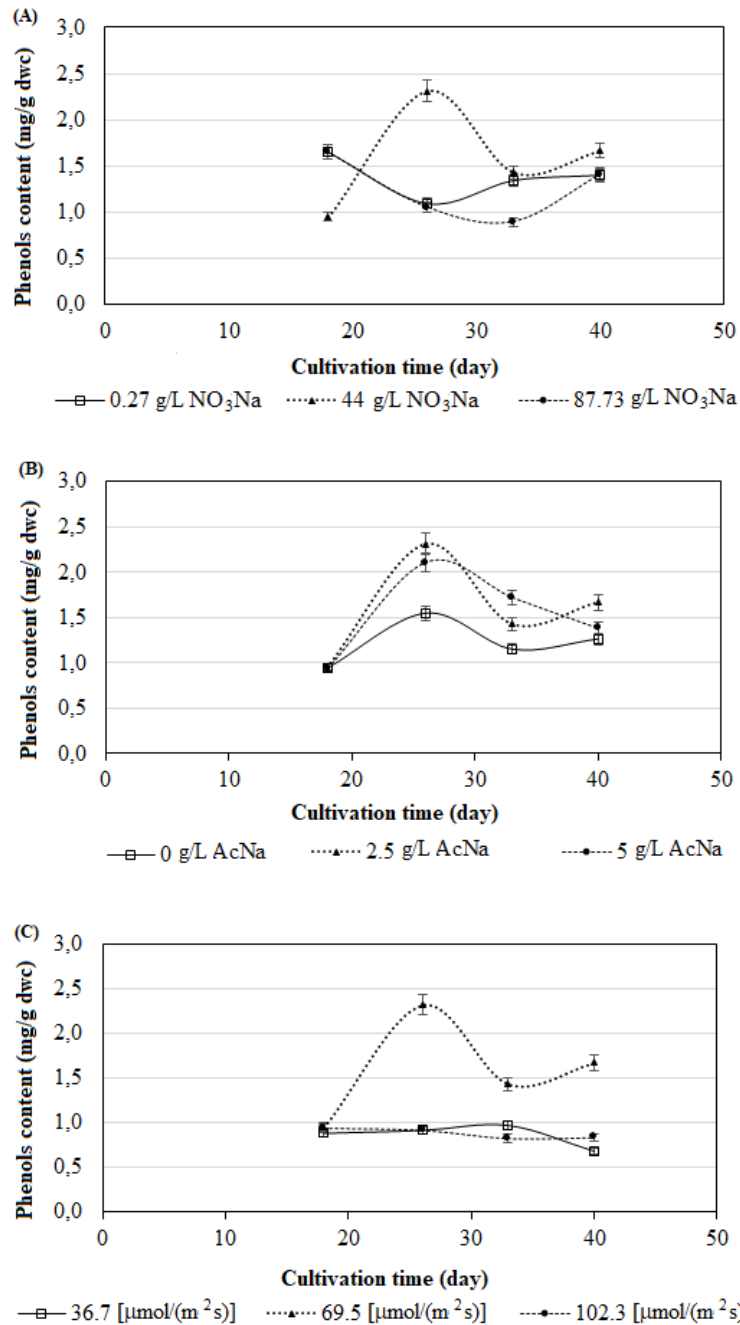 (A)
3,0
2,5
2,0
1,5
1,0
0,5
0,0
Phenols content (mg/g dwc)
0 10 20 30 40 50
Cultivation time (day)
0.27 g/L NO₃Na 44 g/L NO₃Na 87.73 g/L NO₃Na
(B)
3,0
2,5
2,0
1,5
1,0
0,5
0,0
Phenols content (mg/g dwc)
0 10 20 30 40 50
Cultivation time (day)
0 g/L AcNa 2.5 g/L AcNa 5 g/L AcNa
(C)
3,0
2,5
2,0
1,5
1,0
0,5
0,0
Phenols content (mg/g dwc)
0 10 20 30 40 50
Cultivation time (day)
36.7 [µmol/(m⁻²s)] 69.5 [µmol/(m⁻²s)] 102.3 [µmol/(m⁻²s)]